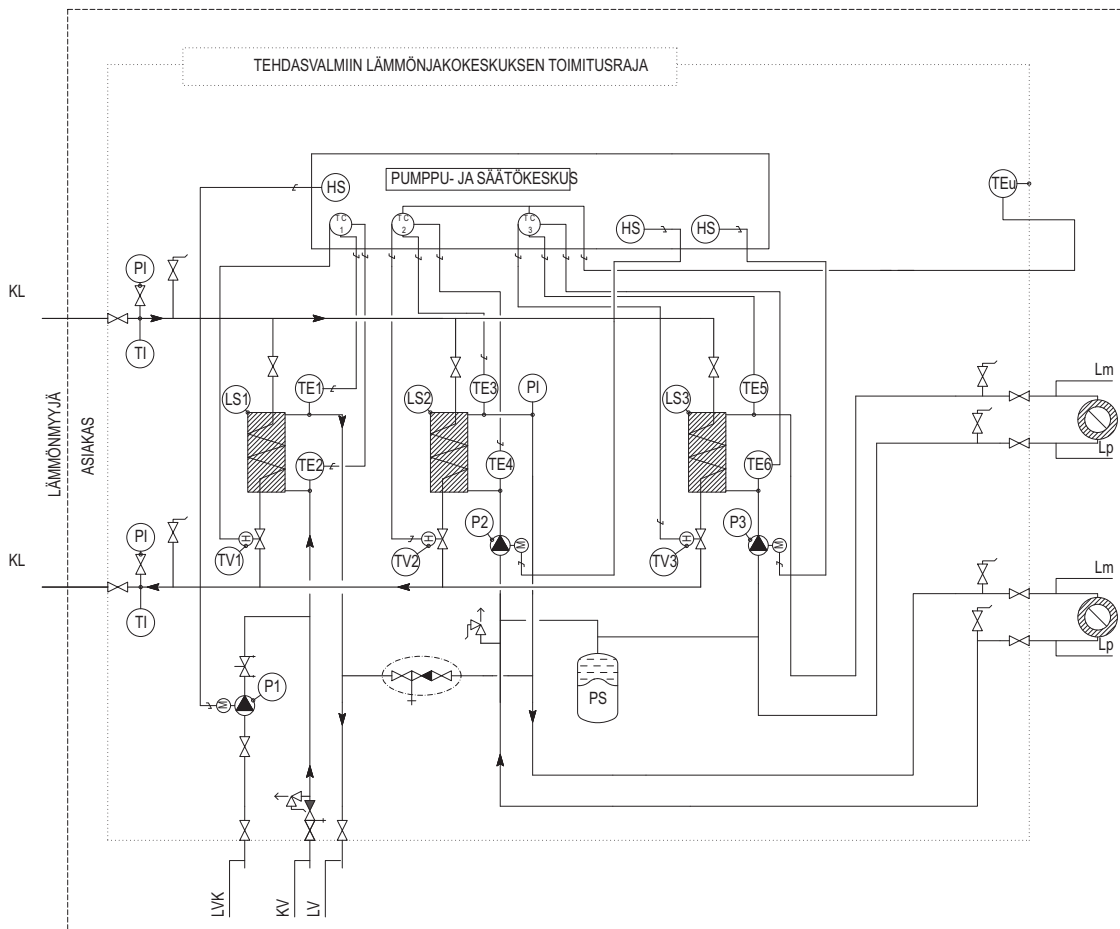 TEHDASVALMIIN LÄMMÖNJAKOKESKUKSEN TOIMITUSRAJA
PUMPPU- JA SÄÄTÖKESKUS
HS
TC
1
TC
2
TC
3
HS
HS
TEu
PI
KL
TI
LÄMMÖNMYYJÄ
ASIAKAS
LS1
TE1
TE2
LS2
TE3
TE4
PI
LS3
TE5
TE6
Lm
Lp
PI
KL
TI
H
TV1
H
TV2
P2
M
H
TV3
P3
M
Lm
Lp
P1
M
PS
LVK
KV
LV